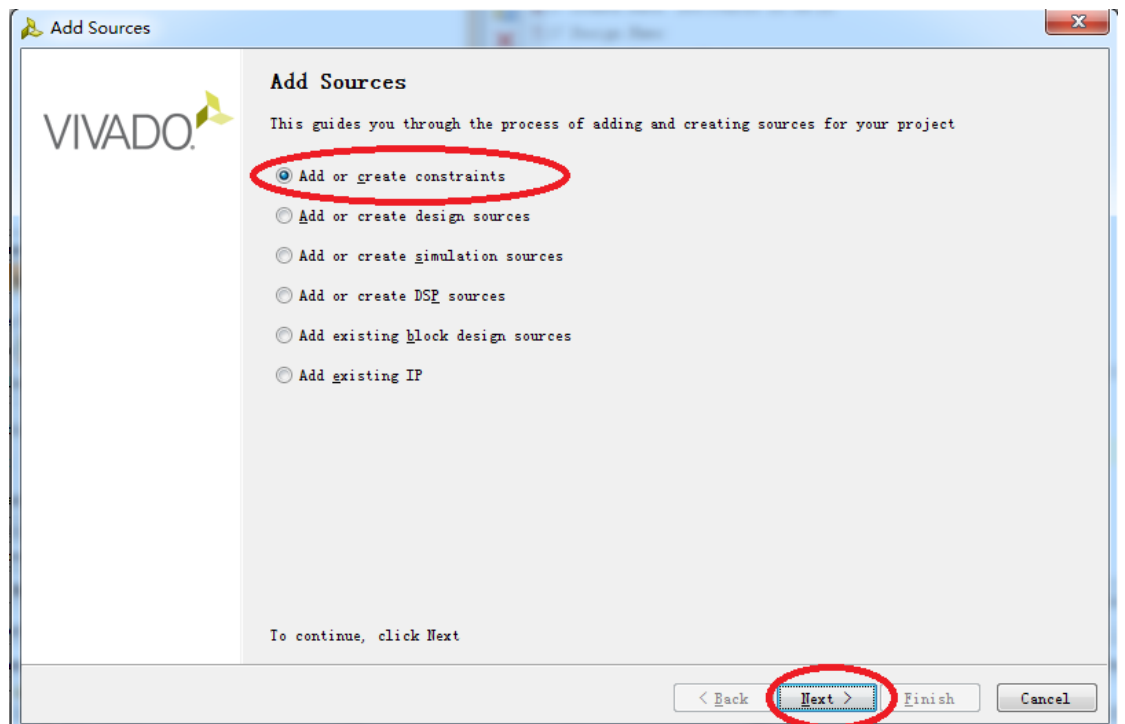 Add Sources
VIVADO.
Add Sources
This guides you through the process of adding and creating sources for your project
Add or create constraints
Add or create design sources
Add or create simulation sources
Add or create DSP sources
Add existing block design sources
Add existing IP
To continue, click Next
< Back Next > Finish Cancel